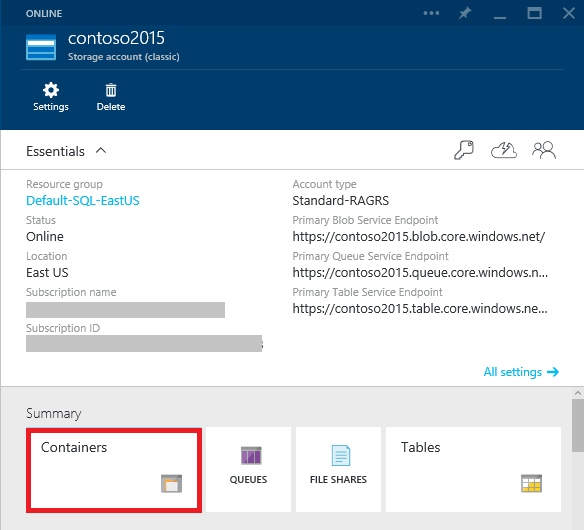 ONLINE
contoso2015
Storage account (classic)
Settings
Delete
Essentials
Resource group
Default-SQL-EastUS
Status
Online
Location
East US
Subscription name
Subscription ID
Account type
Standard-RAGRS
Primary Blob Service Endpoint
https://contoso2015.blob.core.windows.net/
Primary Queue Service Endpoint
https://contoso2015.queue.core.windows.n...
Primary Table Service Endpoint
https://contoso2015.table.core.windows.ne...
All settings
Summary
Containers
QUEUES
FILE SHARES
Tables